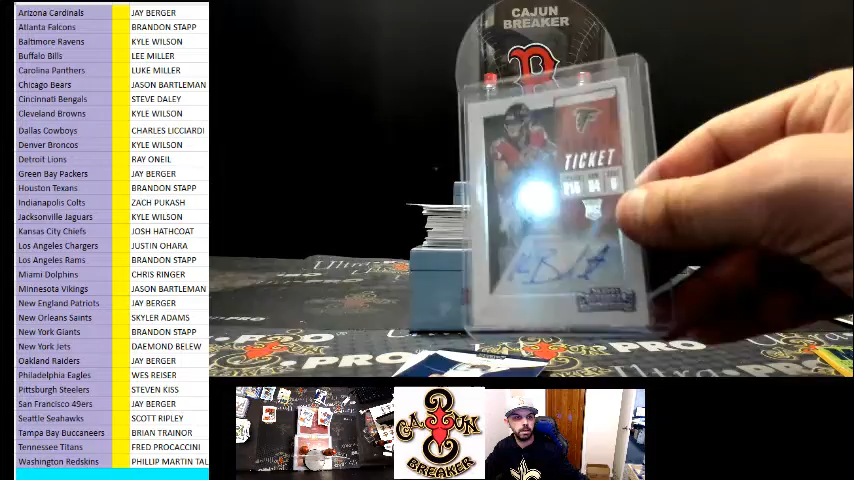 Arizona Cardinals JAY BERGER
Atlanta Falcons BRANDON STAPP
Baltimore Ravens KYLE WILSON
Buffalo Bills LEE MILLER
Carolina Panthers LUKE MILLER
Chicago Bears JASON BARTLEMAN
Cincinnati Bengals STEVE DALEY
Cleveland Browns KYLE WILSON
Dallas Cowboys CHARLES LICCIARDI
Denver Broncos KYLE WILSON
Detroit Lions RAY ONEIL
Green Bay Packers JAY BERGER
Houston Texans BRANDON STAPP
Indianapolis Colts ZACH PUKASH
Jacksonville Jaguars KYLE WILSON
Kansas City Chiefs JOSH HATHCOAT
Los Angeles Chargers JUSTIN OHARA
Los Angeles Rams BRANDON STAPP
Miami Dolphins CHRIS RINGER
Minnesota Vikings JASON BARTLEMAN
New England Patriots JAY BERGER
New Orleans Saints SKYLER ADAMS
New York Giants BRANDON STAPP
New York Jets DAEMOND BELEW
Oakland Raiders JAY BERGER
Philadelphia Eagles WES REISER
Pittsburgh Steelers STEVEN KISS
San Francisco 49ers JAY BERGER
Seattle Seahawks SCOTT RIPLEY
Tampa Bay Buccaneers BRIAN TRAINOR
Tennessee Titans FRED PROCACCINI
Washington Redskins PHILLIP MARTIN TAL
CAJUN
BREAKER
TICKET
Ultra PRO
CAJUN
BREAKER